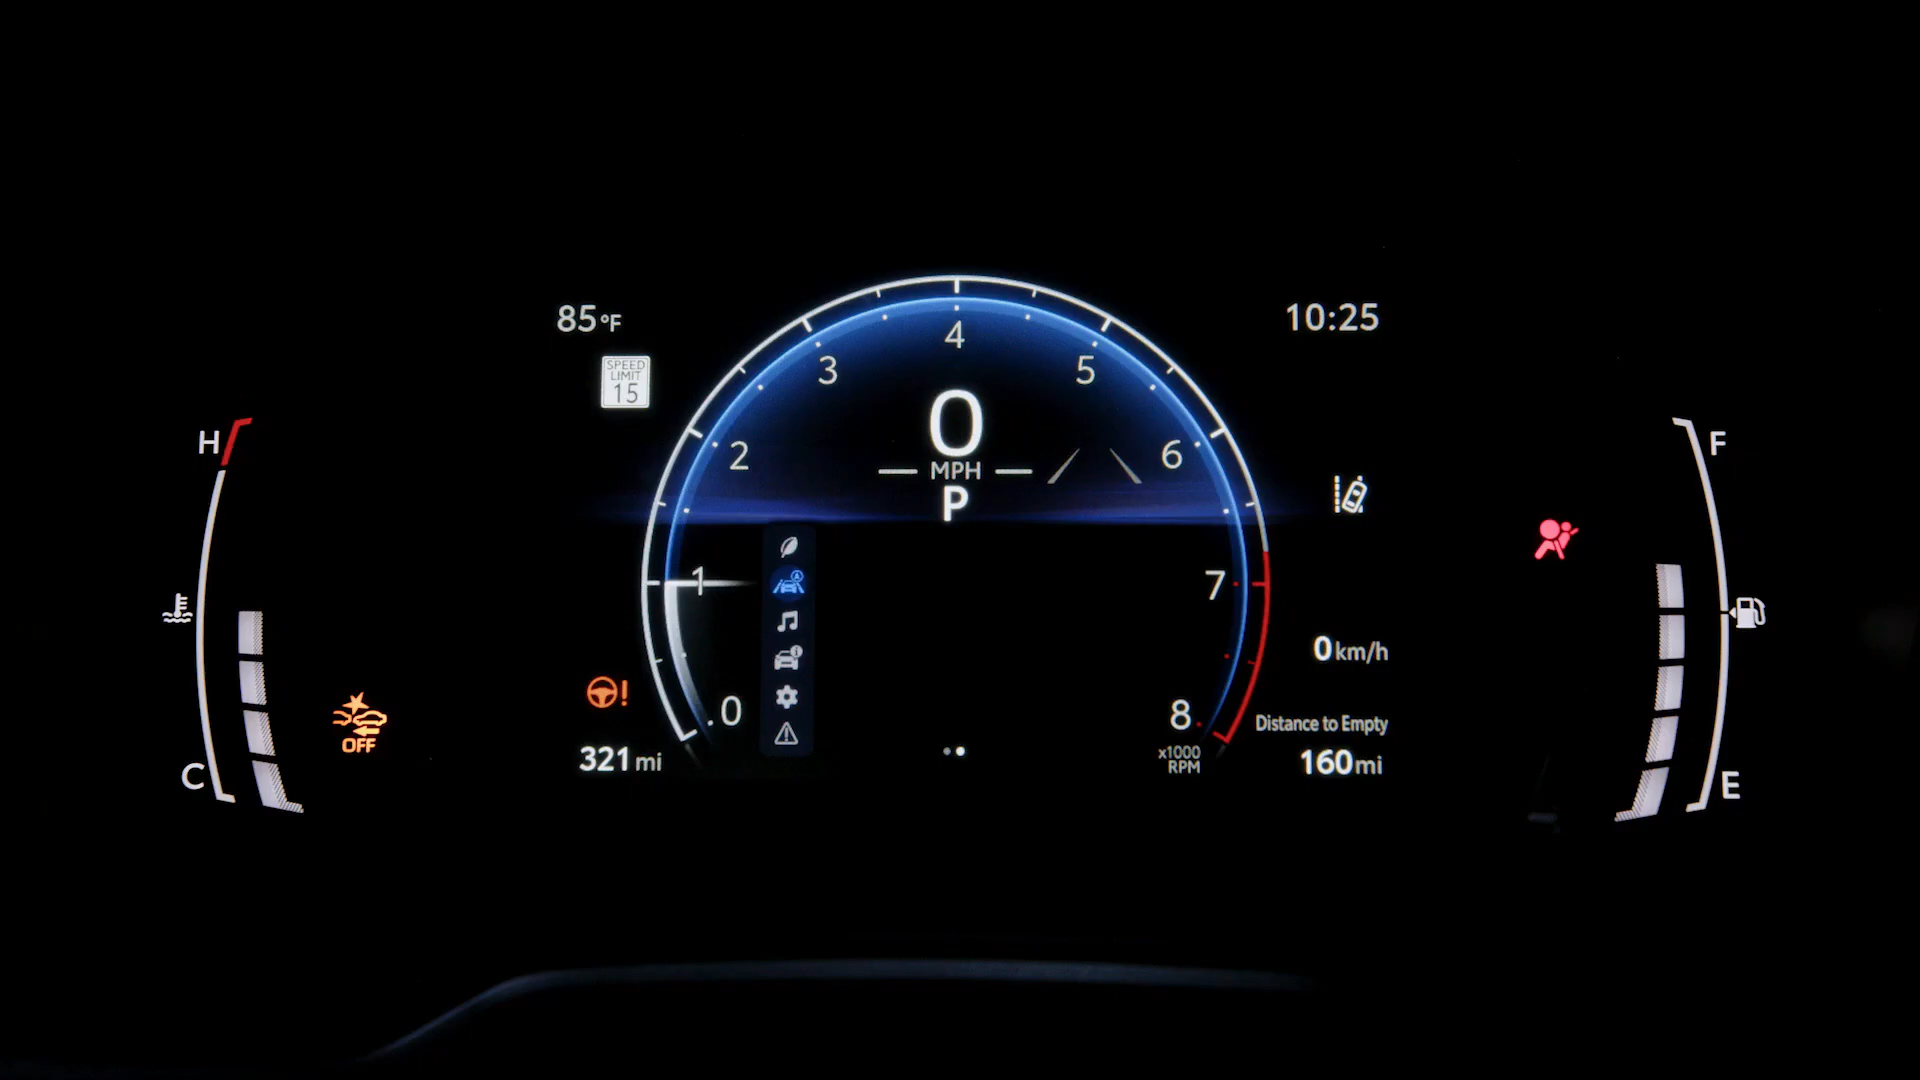 85°F
10:25
SPEED
LIMIT
15
4
3
5
2
6
0
MPH
P
H
F
1
7
0km/h
.0
8
x1000
RPM
Distance to Empty
321 mi
160mi
OFF
C
E